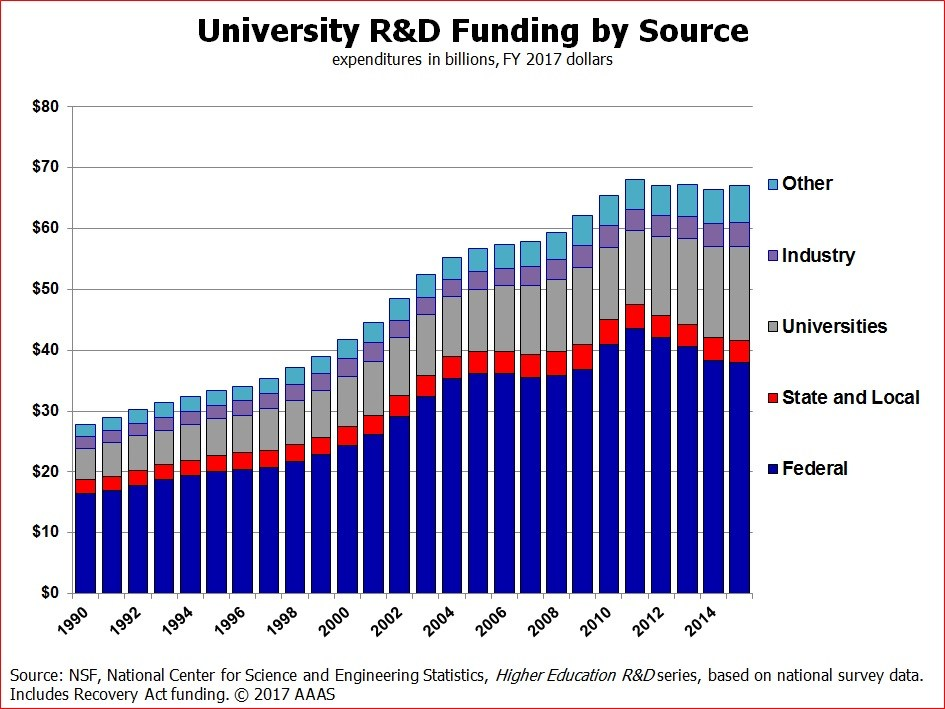 University R&D Funding by Source
expenditures in billions, FY 2017 dollars
$80
$70
$60
$50
$40
$30
$20
$10
$0
1990
1992
1994
1996
1998
2000
2002
2004
2006
2008
2010
2012
2014
Other
Industry
Universities
State and Local
Federal
Source: NSF, National Center for Science and Engineering Statistics, Higher Education R&D series, based on national survey data.
Includes Recovery Act funding. © 2017 AAAS